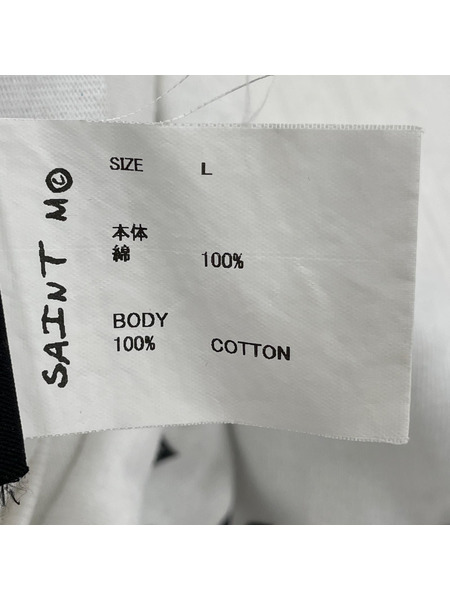 SAINT M©
SIZE L
本体
綿 100%
BODY
100% COTTON